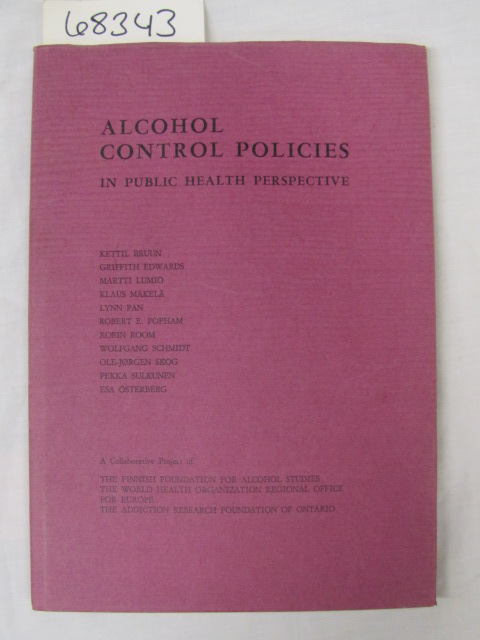 68343
ALCOHOL
CONTROL POLICIES
IN PUBLIC HEALTH PERSPECTIVE
KETTIL BRUUN
GRIFFITH EDWARDS
MARTTI LUMIO
KLAUS MÄKELÄ
LYNN PAN
ROBERT E. POPHAM
ROBIN ROOM
WOLFGANG SCHMIDT
OLE-JØRGEN SKOG
PEKKA SULKUNEN
ESA ÖSTERBERG
A Collaborative Project of
THE FINNISH FOUNDATION FOR ALCOHOL STUDIES
THE WORLD HEALTH ORGANIZATION REGIONAL OFFICE
FOR EUROPE
THE ADDICTION RESEARCH FOUNDATION OF ONTARIO